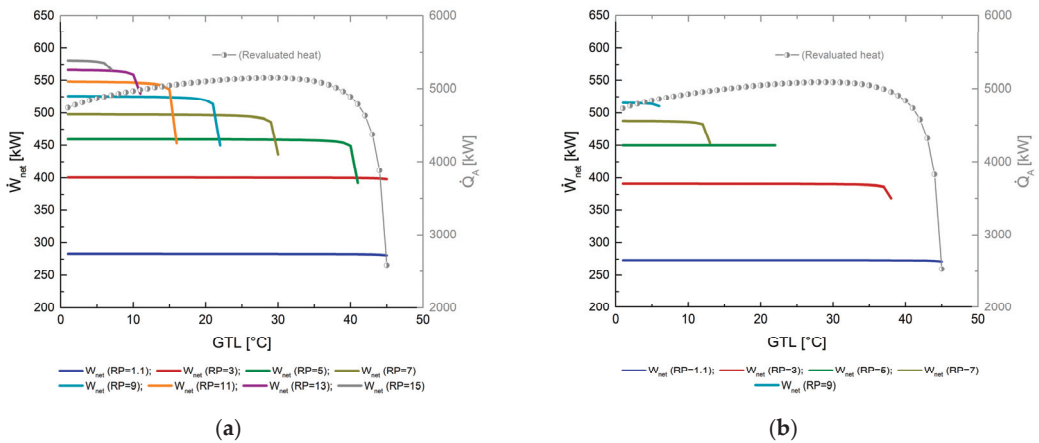 650
600
550
500
450
400
350
300
250
200
Ẇnet [kW]
6000
5000
4000
3000
2000
Q̇A [kW]
(Revaluated heat)
0 10 20 30 40 50
GTL [°C]
Wnet (RP=1.1); Wnet (RP=3); Wnet (RP=5); Wnet (RP=7)
Wnet (RP=9); Wnet (RP=11); Wnet (RP=13); Wnet (RP=15)
(a)
650
600
550
500
450
400
350
300
250
200
Ẇnet [kW]
6000
5000
4000
3000
2000
Q̇A [kW]
(Revaluated heat)
0 10 20 30 40 50
GTL [°C]
Wnet (RP=1.1); Wnet (RP=3); Wnet (RP=5); Wnet (RP=7)
Wnet (RP=9)
(b)